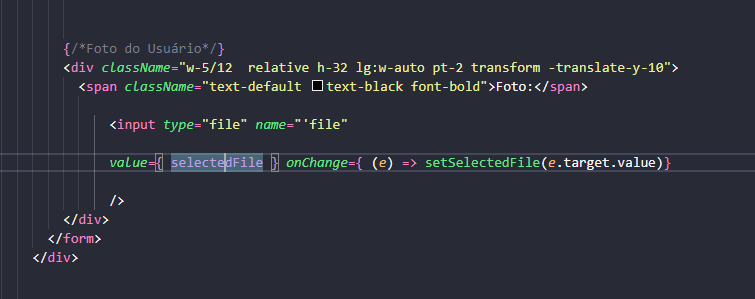 {/*Foto do Usuário*/}
<div className="w-5/12  relative h-32 lg:w-auto pt-2 transform -translate-y-10">
<span className="text-default text-black font-bold">Foto:</span>
<input type="file" name="'file"
value={ selectedFile } onChange={ (e) => setSelectedFile(e.target.value)}
/>
</div>
</form>
</div>